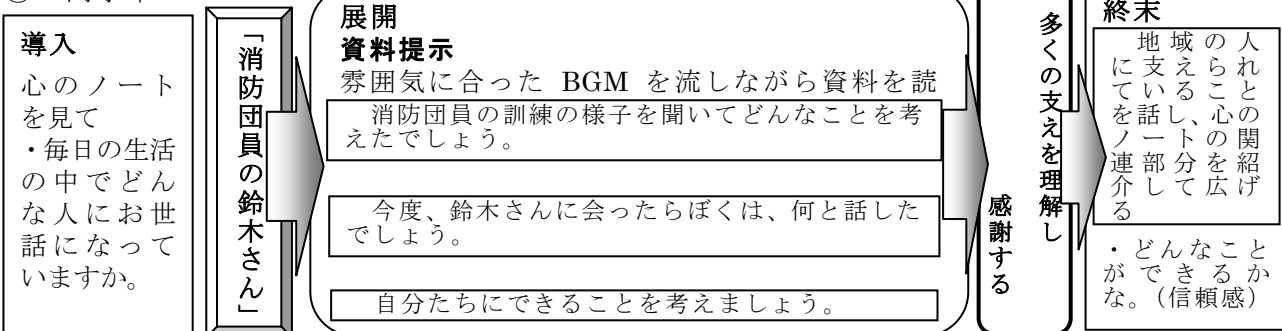 導入
心のノート
を見て
・毎日の生活
の中でどん
な人にお世
話になって
いますか。
「消防団員の鈴木さん」
展開
資料提示
雰囲気に合った BGM を流しながら資料を読
消防団員の訓練の様子を聞いてどんなことを考
えたでしょう。
今度、鈴木さんに会ったらぼくは、何と話した
でしょう。
自分たちにできることを考えましょう。
多くの支えを理解し
感謝する
終末
地域の人
に支えられ
ていること
を話し、心の
ノートの関
連部分を紹
介して広げ
る
・どんなこと
ができるか
な。（信頼感）